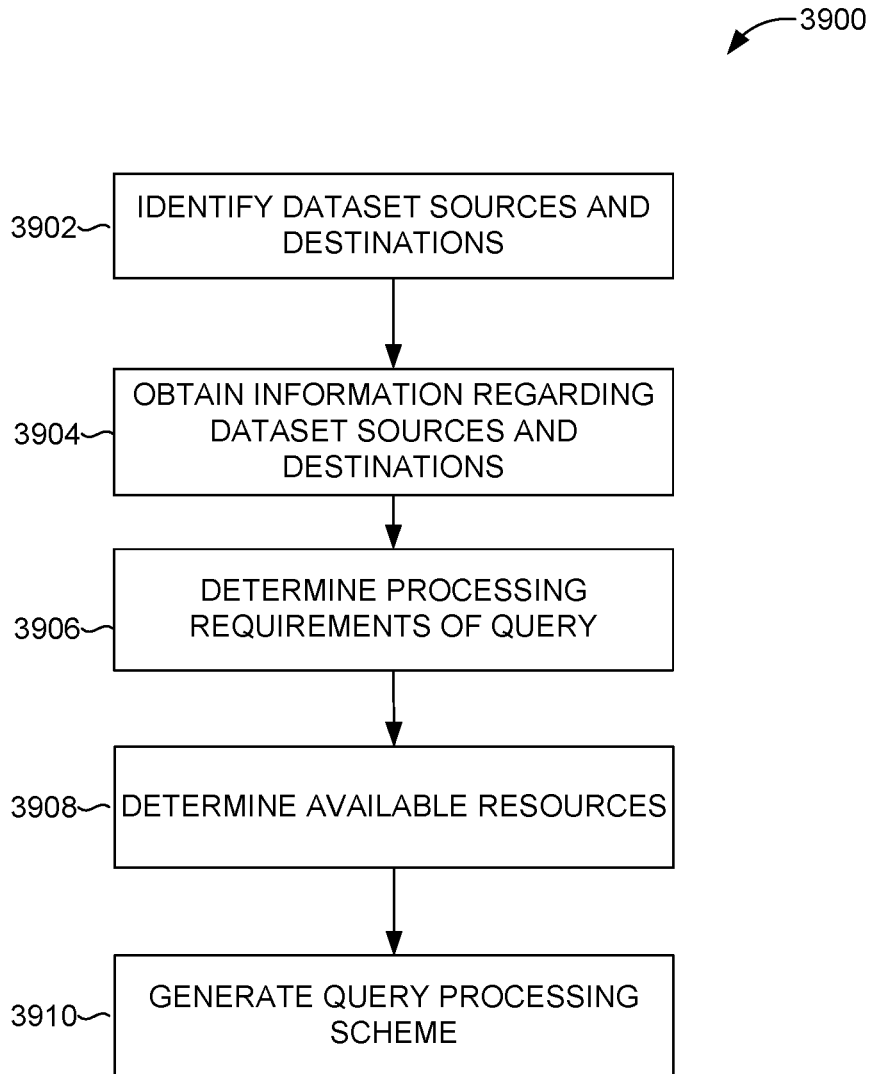 3900
3902
IDENTIFY DATASET SOURCES AND
DESTINATIONS
3904
OBTAIN INFORMATION REGARDING
DATASET SOURCES AND
DESTINATIONS
3906
DETERMINE PROCESSING
REQUIREMENTS OF QUERY
3908
DETERMINE AVAILABLE RESOURCES
3910
GENERATE QUERY PROCESSING
SCHEME